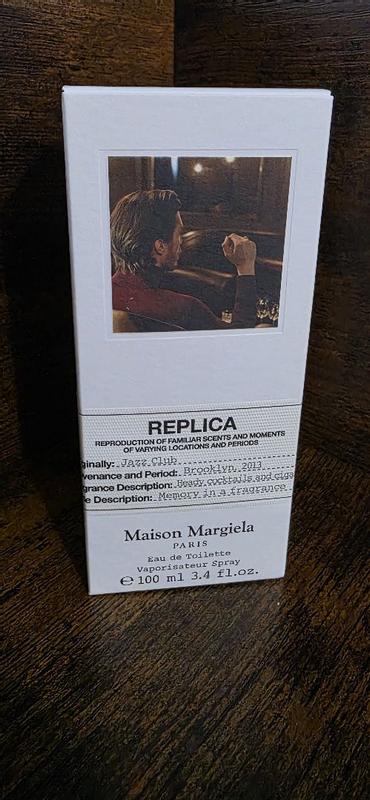 REPLICA
REPRODUCTION OF FAMILIAR SCENTS AND MOMENTS
OF VARYING LOCATIONS AND PERIODS
ginally: Jazz Club
venance and Period: Brooklyn, 2013
grance Description: Heady cocktails and ciga
e Description: Memory in a fragrance
Maison Margiela
PARIS
Eau de Toilette
Vaporisateur Spray
℮ 100 ml 3.4 fl.oz.